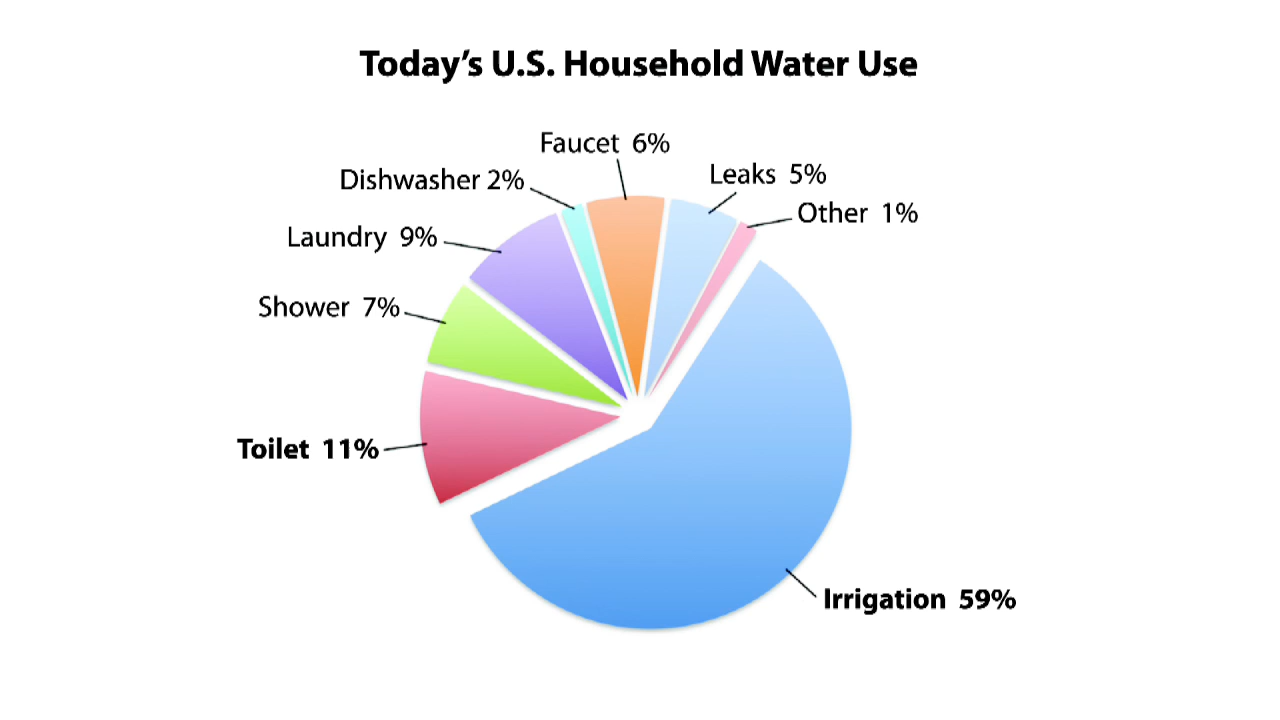 Today's U.S. Household Water Use
Faucet 6%
Leaks 5%
Dishwasher 2%
Other 1%
Laundry 9%
Shower 7%
Toilet 11%
Irrigation 59%